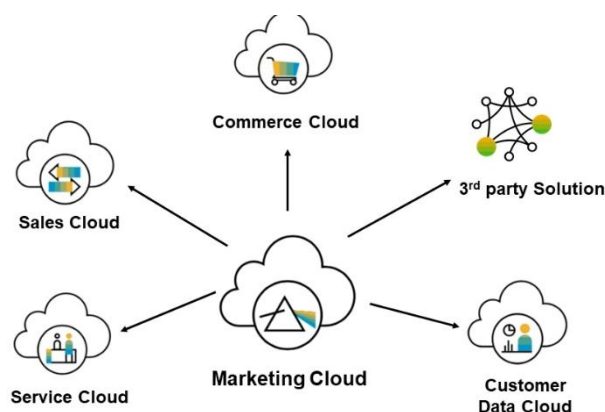 Commerce Cloud
3rd party Solution
Sales Cloud
Marketing Cloud
Service Cloud
Customer
Data Cloud